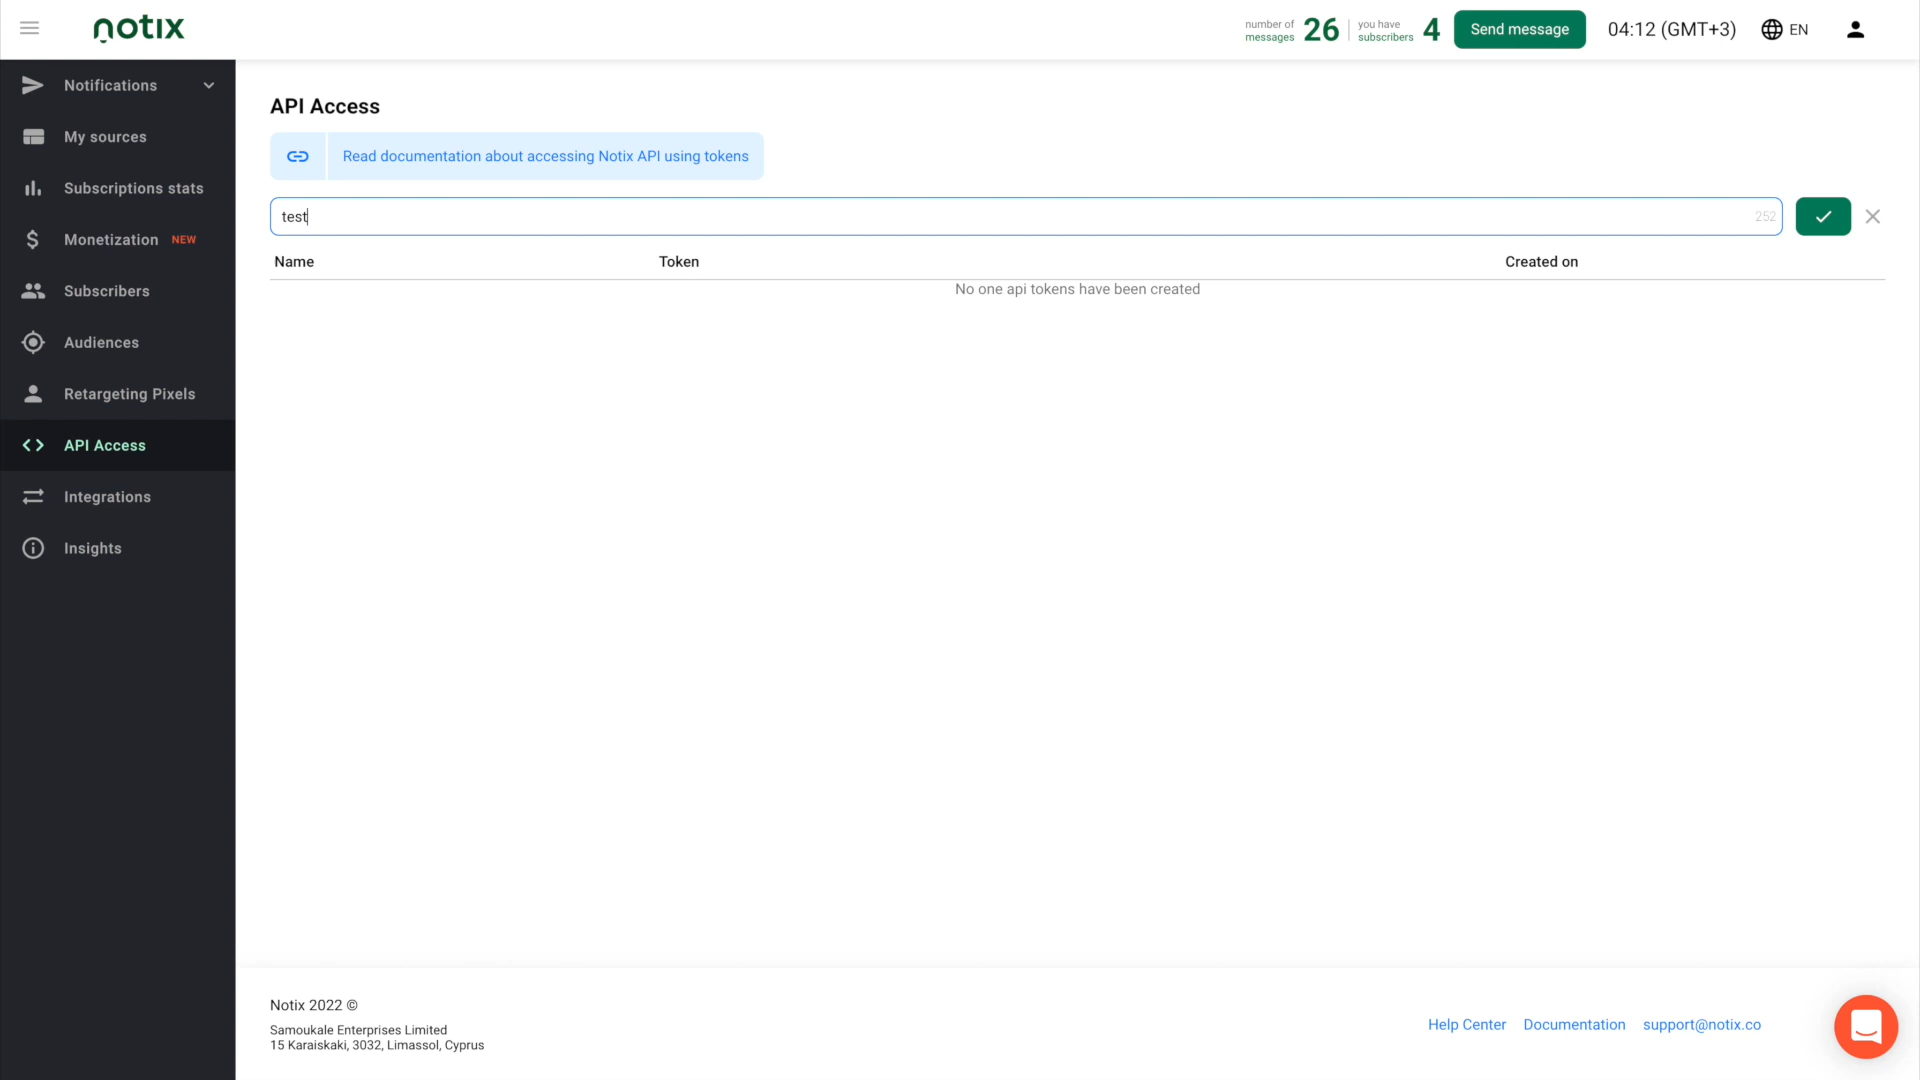 notix
number of
messages
26
you have
subscribers
4
Send message
04:12 (GMT+3)
EN
Notifications
My sources
Subscriptions stats
Monetization NEW
Subscribers
Audiences
Retargeting Pixels
API Access
Integrations
Insights
API Access
Read documentation about accessing Notix API using tokens
test
252
Name Token Created on
No one api tokens have been created
Notix 2022 ©
Samoukale Enterprises Limited
15 Karaiskaki, 3032, Limassol, Cyprus
Help Center Documentation support@notix.co